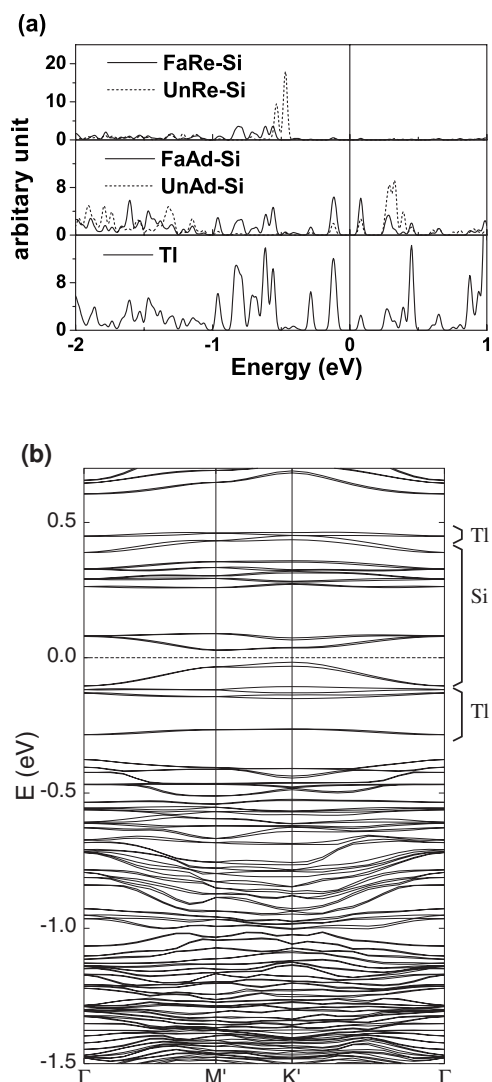 (a)
20
10
0
FaRe-Si
UnRe-Si
8
4
0
FaAd-Si
UnAd-Si
8
0
Tl
arbitary unit
-2 -1 0 1
Energy (eV)
(b)
0.5
0.0
-0.5
-1.0
-1.5
E (eV)
Tl
Si
Tl
Γ M' K' Γ